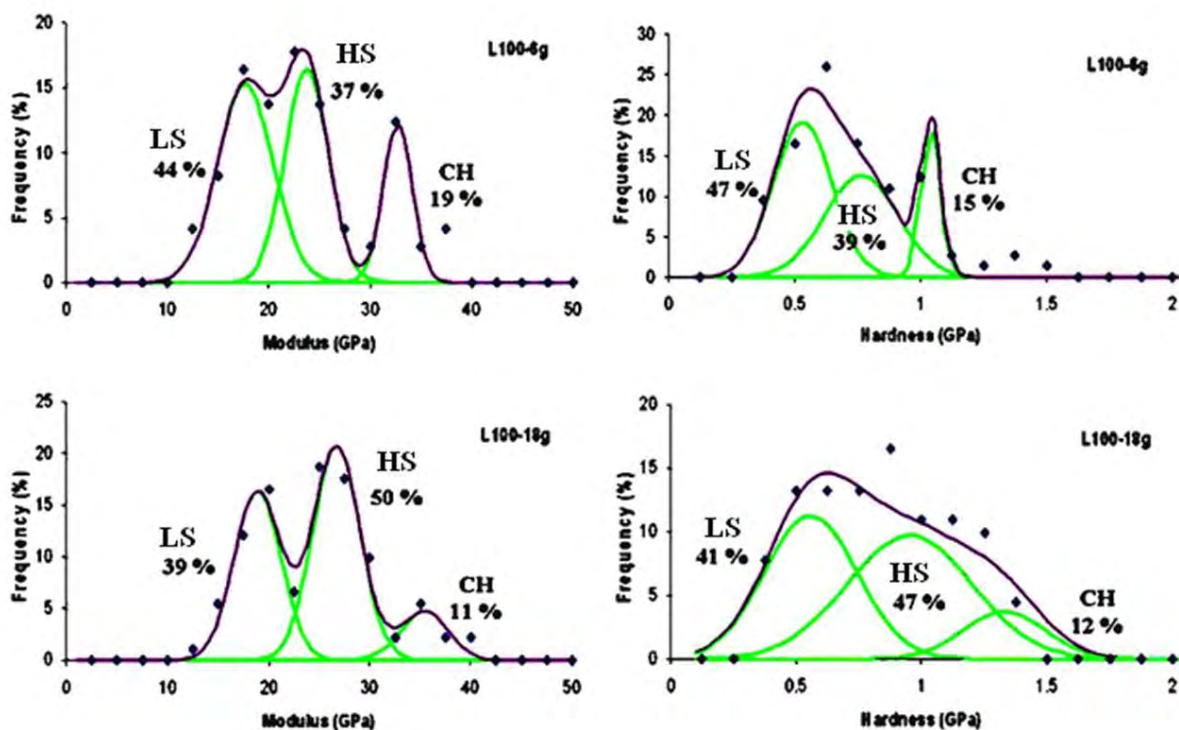 20
15
10
5
0
Frequency (%)
L100-6g
LS
44 %
HS
37 %
CH
19 %
0 10 20 30 40 50
Modulus (GPa)
30
25
20
15
10
5
0
Frequency (%)
L100-6g
LS
47 %
HS
39 %
CH
15 %
0 0.5 1 1.5 2
Hardness (GPa)
25
20
15
10
5
0
Frequency (%)
L100-18g
LS
39 %
HS
50 %
CH
11 %
0 10 20 30 40 50
Modulus (GPa)
20
15
10
5
0
Frequency (%)
L100-18g
LS
41 %
HS
47 %
CH
12 %
0 0.5 1 1.5 2
Hardness (GPa)